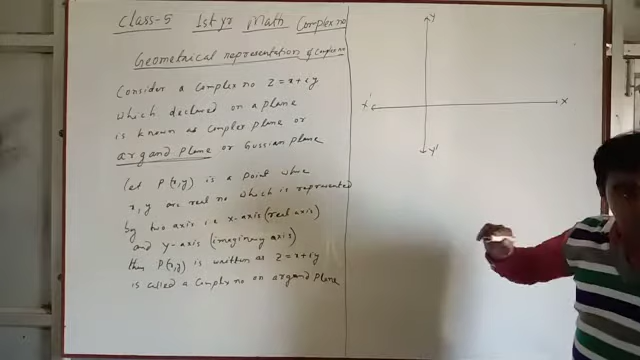 Class-5 1st yr Math Complex no
Geometrical representation of complex no
Consider a Complex no Z = x+iy
which declared on a plane
is known as Complex plane or
argand plane or Gussian plane
Let P(x,y) is a point where
x,y are real no which is represented
by two axis i.e x-axis (real axis)
and y-axis (imaginary axis)
then P(x,y) is written as Z = x+iy
is called a Complex no on argand plane
Y
X' X
Y'